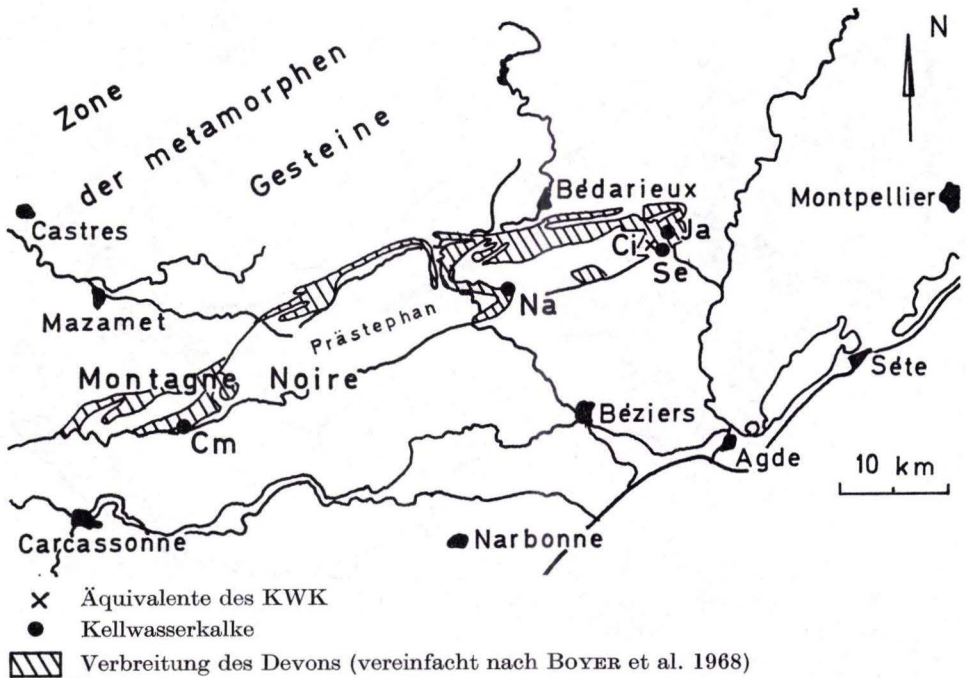 N
Zone
der metamorphen
Gesteine
Castres
Bédarieux
Montpellier
Ja
Ci
Se
Mazamet
Na
Prästephan
Montagne Noire
Séte
Cm
Béziers
Agde
10 km
Carcassonne
Narbonne
Äquivalente des KWK
Kellwasserkalke
Verbreitung des Devons (vereinfacht nach BOYER et al. 1968)